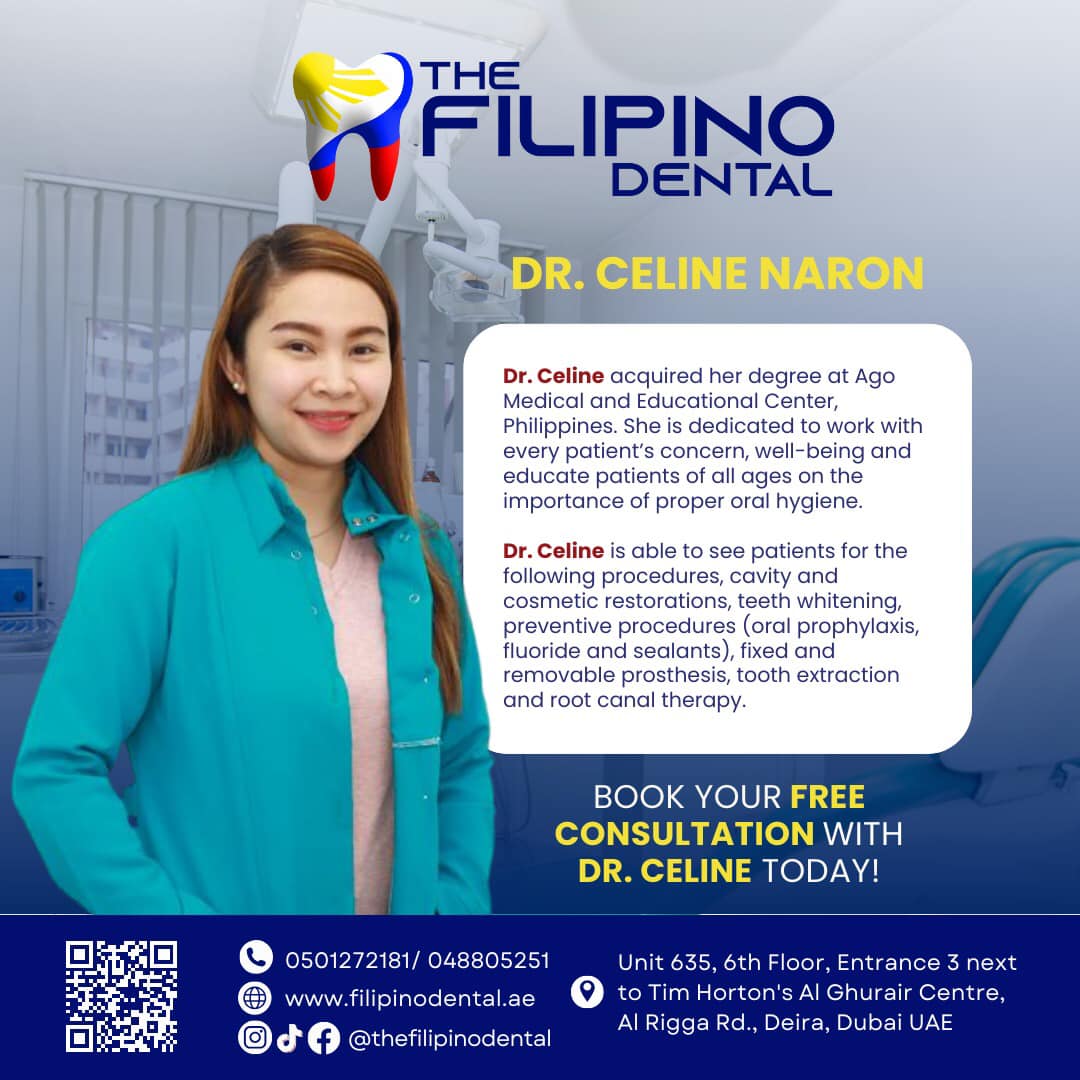 THE
FILIPINO
DENTAL
DR. CELINE NARON
Dr. Celine acquired her degree at Ago
Medical and Educational Center,
Philippines. She is dedicated to work with
every patient’s concern, well-being and
educate patients of all ages on the
importance of proper oral hygiene.
Dr. Celine is able to see patients for the
following procedures, cavity and
cosmetic restorations, teeth whitening,
preventive procedures (oral prophylaxis,
fluoride and sealants), fixed and
removable prosthesis, tooth extraction
and root canal therapy.
BOOK YOUR FREE
CONSULTATION WITH
DR. CELINE TODAY!
0501272181/ 048805251
www.filipinodental.ae
@thefilipinodental
Unit 635, 6th Floor, Entrance 3 next
to Tim Horton's Al Ghurair Centre,
Al Rigga Rd., Deira, Dubai UAE